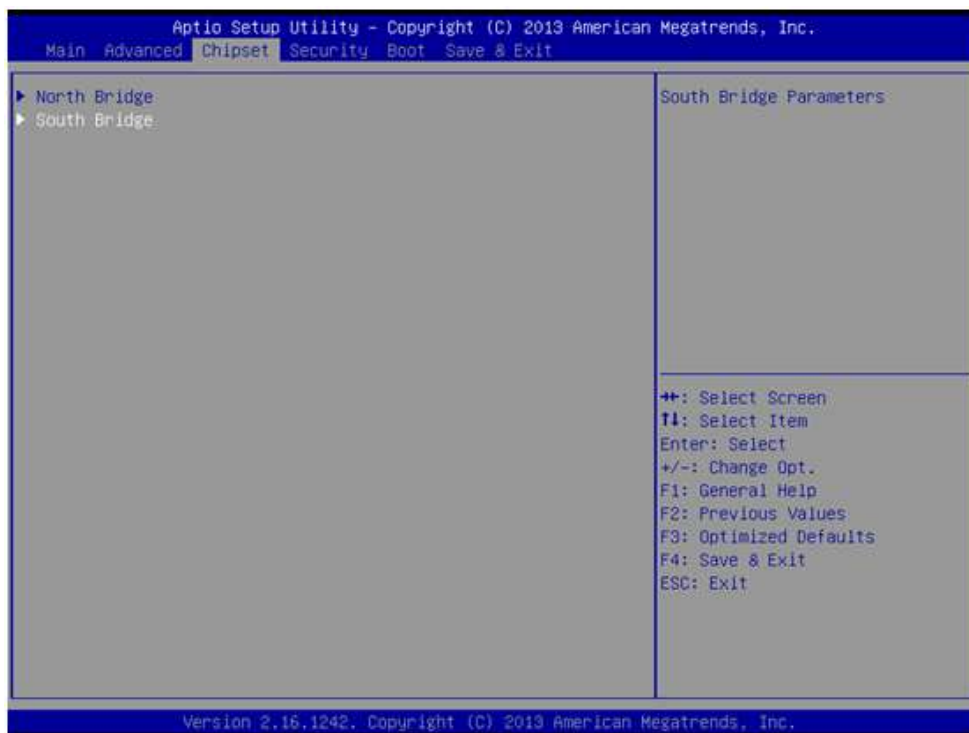 Aptio Setup Utility – Copyright (C) 2013 American Megatrends, Inc.
Main Advanced Chipset Security Boot Save & Exit
▶ North Bridge
▶ South Bridge
South Bridge Parameters
→←: Select Screen
↑↓: Select Item
Enter: Select
+/-: Change Opt.
F1: General Help
F2: Previous Values
F3: Optimized Defaults
F4: Save & Exit
ESC: Exit
Version 2.16.1242. Copyright (C) 2013 American Megatrends, Inc.